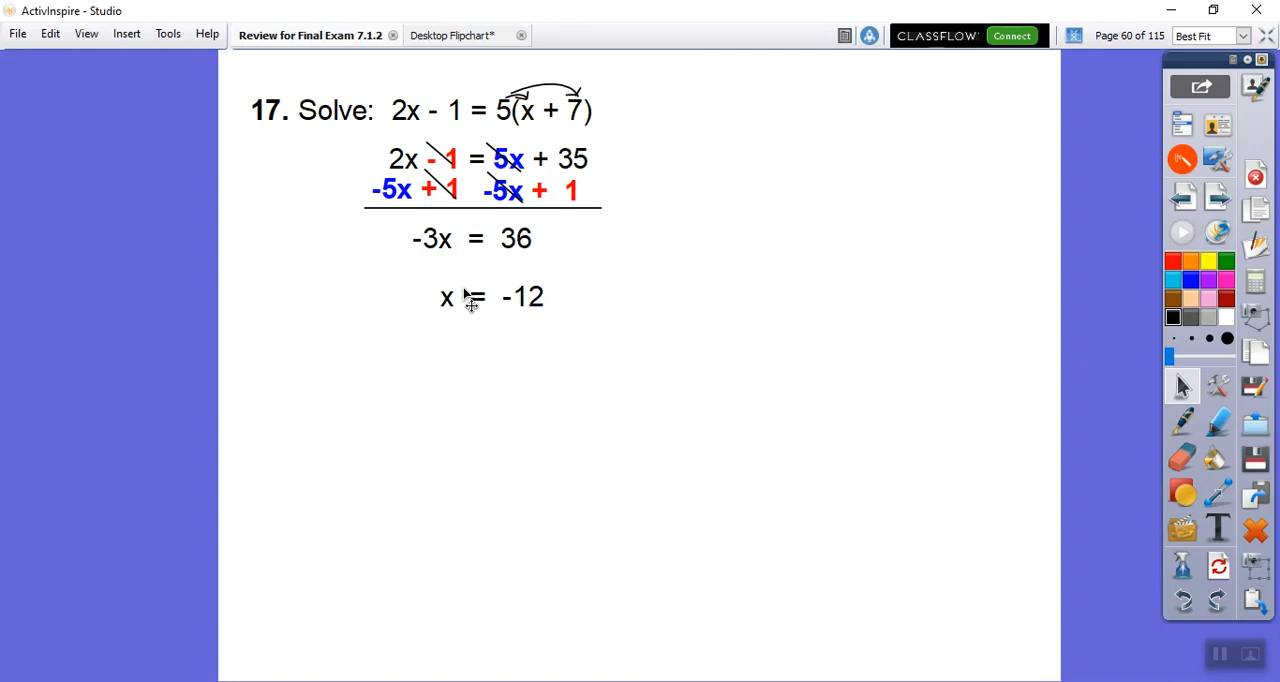 ActivInspire - Studio
File Edit View Insert Tools Help Review for Final Exam 7.1.2 Desktop Flipchart* CLASSFLOW Connect Page 60 of 115 Best Fit
17. Solve: 2x - 1 = 5(x + 7)
2x - 1 = 5x + 35
-5x + 1 -5x + 1
-3x = 36
x = -12